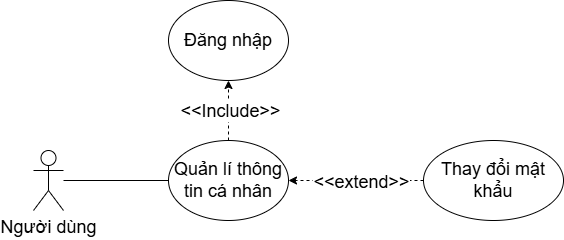 Đăng nhập
<<Include>>
Quản lí thông
tin cá nhân
<<extend>>
Thay đổi mật
khẩu
Người dùng